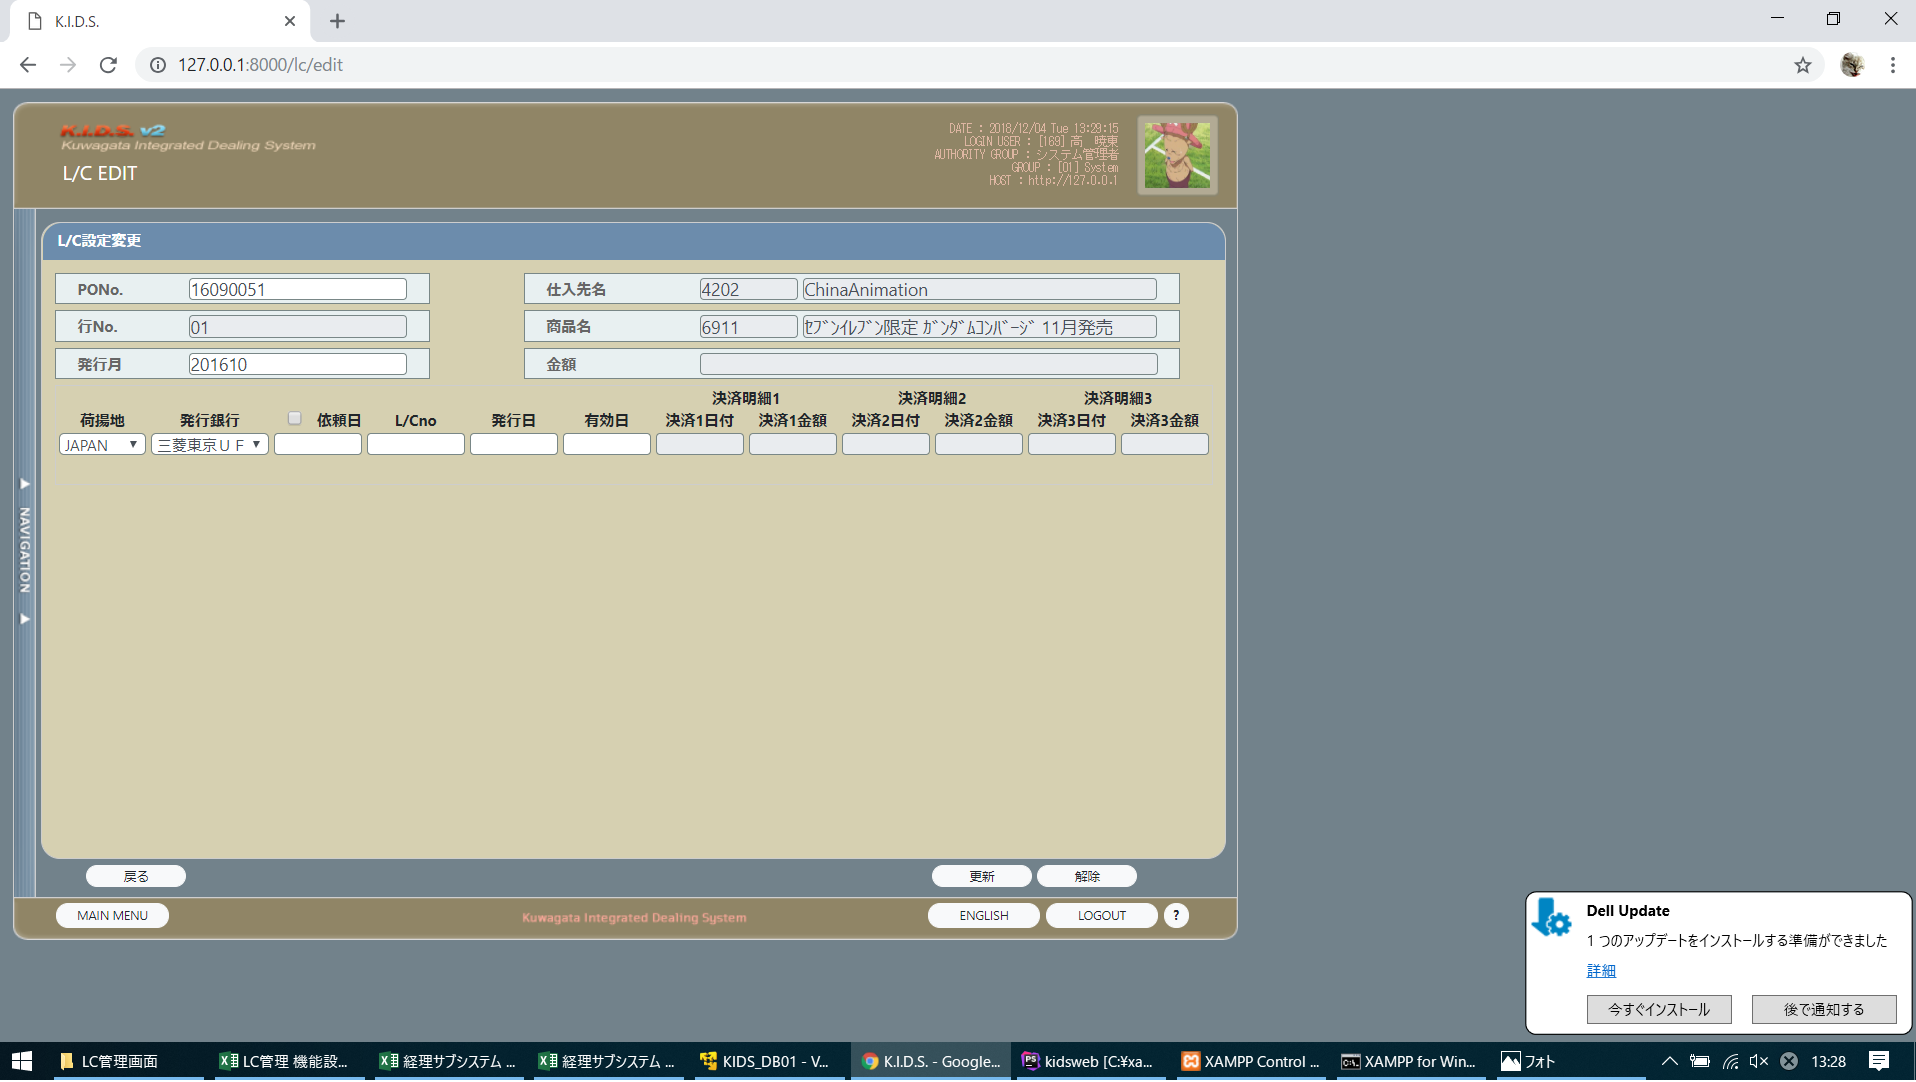 K.I.D.S.
127.0.0.1:8000/lc/edit
K.I.D.S. v2
Kuwagata Integrated Dealing System
L/C EDIT
DATE : 2018/12/04 Tue 13:29:15
LOGIN USER : [169] 高 暁東
AUTHORITY GROUP : システム管理者
GROUP : [01] System
HOST : http://127.0.0.1
L/C設定変更
PONo. 16090051 仕入先名 4202 ChinaAnimation
行No. 01 商品名 6911 ｾﾌﾞﾝｲﾚﾌﾞﾝ限定 ｶﾞﾝﾀﾞﾑｺﾝﾊﾞｰｼﾞ 11月発売
発行月 201610 金額
決済明細1 決済明細2 決済明細3
荷揚地 発行銀行 依頼日 L/Cno 発行日 有効日 決済1日付 決済1金額 決済2日付 決済2金額 決済3日付 決済3金額
JAPAN 三菱東京ＵＦ
NAVIGATION
戻る 更新 解除
MAIN MENU Kuwagata Integrated Dealing System ENGLISH LOGOUT ?
Dell Update
1 つのアップデートをインストールする準備ができました
詳細
今すぐインストール 後で通知する
LC管理画面 LC管理 機能設... 経理サブシステム ... 経理サブシステム ... KIDS_DB01 - V... K.I.D.S. - Google... kidsweb [C:¥xa... XAMPP Control ... XAMPP for Win... フォト 13:28